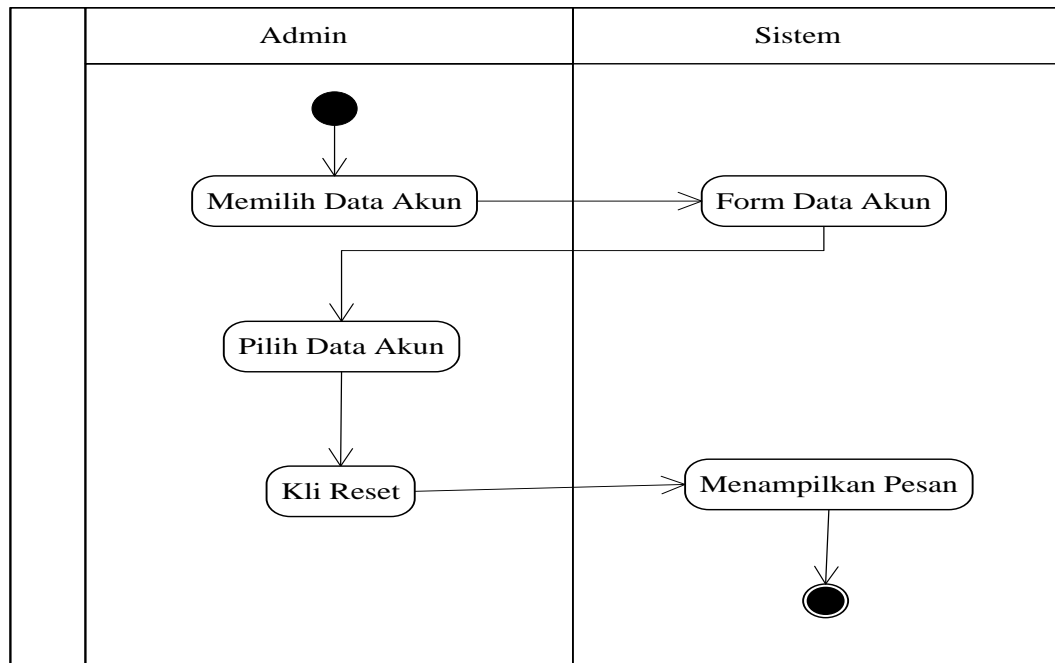 Admin
Sistem
Memilih Data Akun
Form Data Akun
Pilih Data Akun
Kli Reset
Menampilkan Pesan